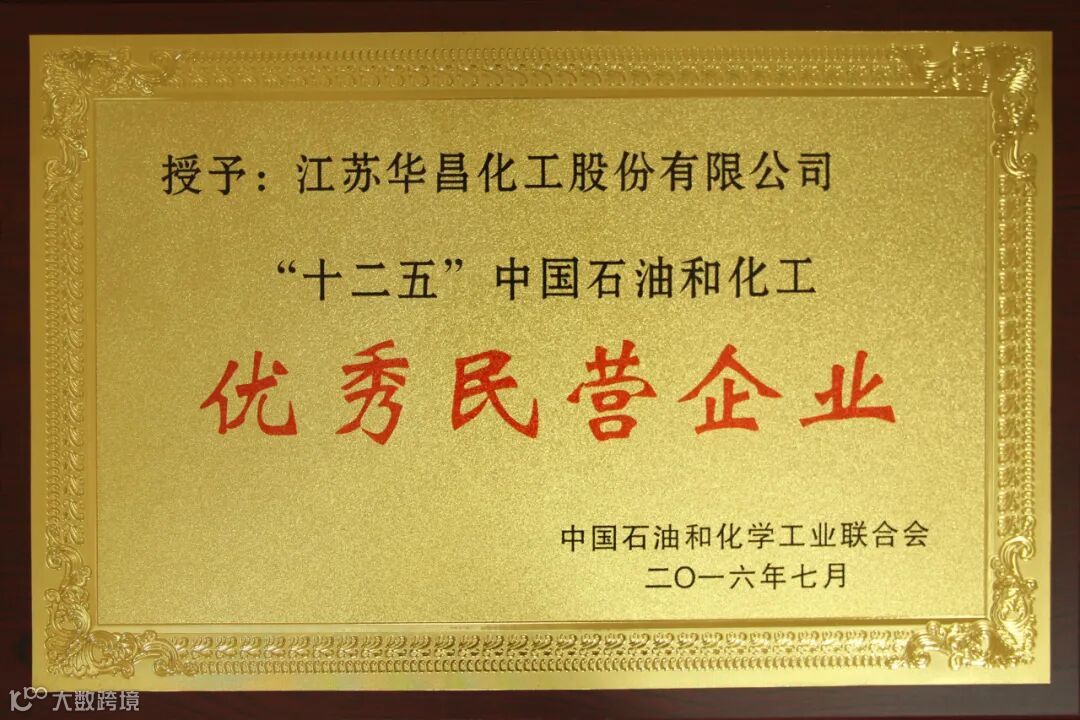 授予：江苏华昌化工股份有限公司
“十二五”中国石油和化工
优秀民营企业
中国石油和化学工业联合会
二〇一六年七月
大数跨境